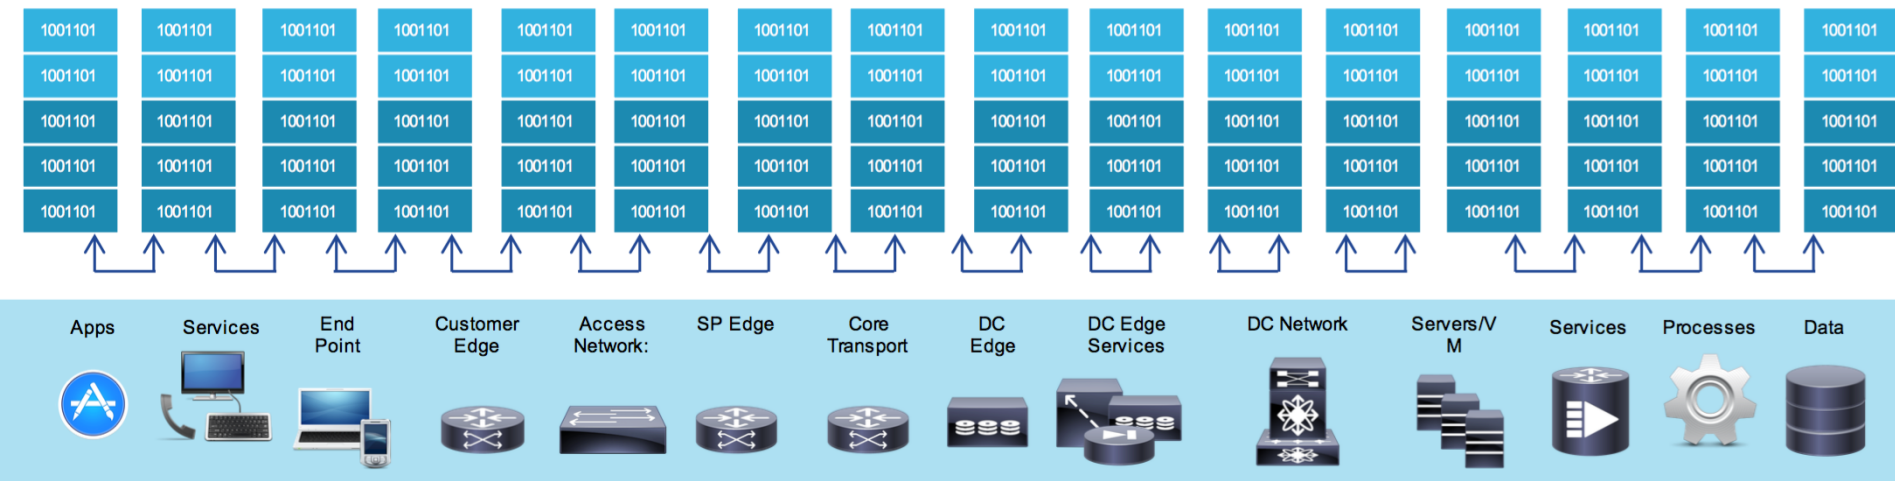 1001101 1001101 1001101 1001101 1001101 1001101 1001101 1001101 1001101 1001101 1001101 1001101 1001101 1001101 1001101 1001101
1001101 1001101 1001101 1001101 1001101 1001101 1001101 1001101 1001101 1001101 1001101 1001101 1001101 1001101 1001101 1001101
1001101 1001101 1001101 1001101 1001101 1001101 1001101 1001101 1001101 1001101 1001101 1001101 1001101 1001101 1001101 1001101
1001101 1001101 1001101 1001101 1001101 1001101 1001101 1001101 1001101 1001101 1001101 1001101 1001101 1001101 1001101 1001101
1001101 1001101 1001101 1001101 1001101 1001101 1001101 1001101 1001101 1001101 1001101 1001101 1001101 1001101 1001101 1001101
Apps
Services
End
Point
Customer
Edge
Access
Network:
SP Edge
Core
Transport
DC
Edge
DC Edge
Services
DC Network
Servers/V
M
Services
Processes
Data